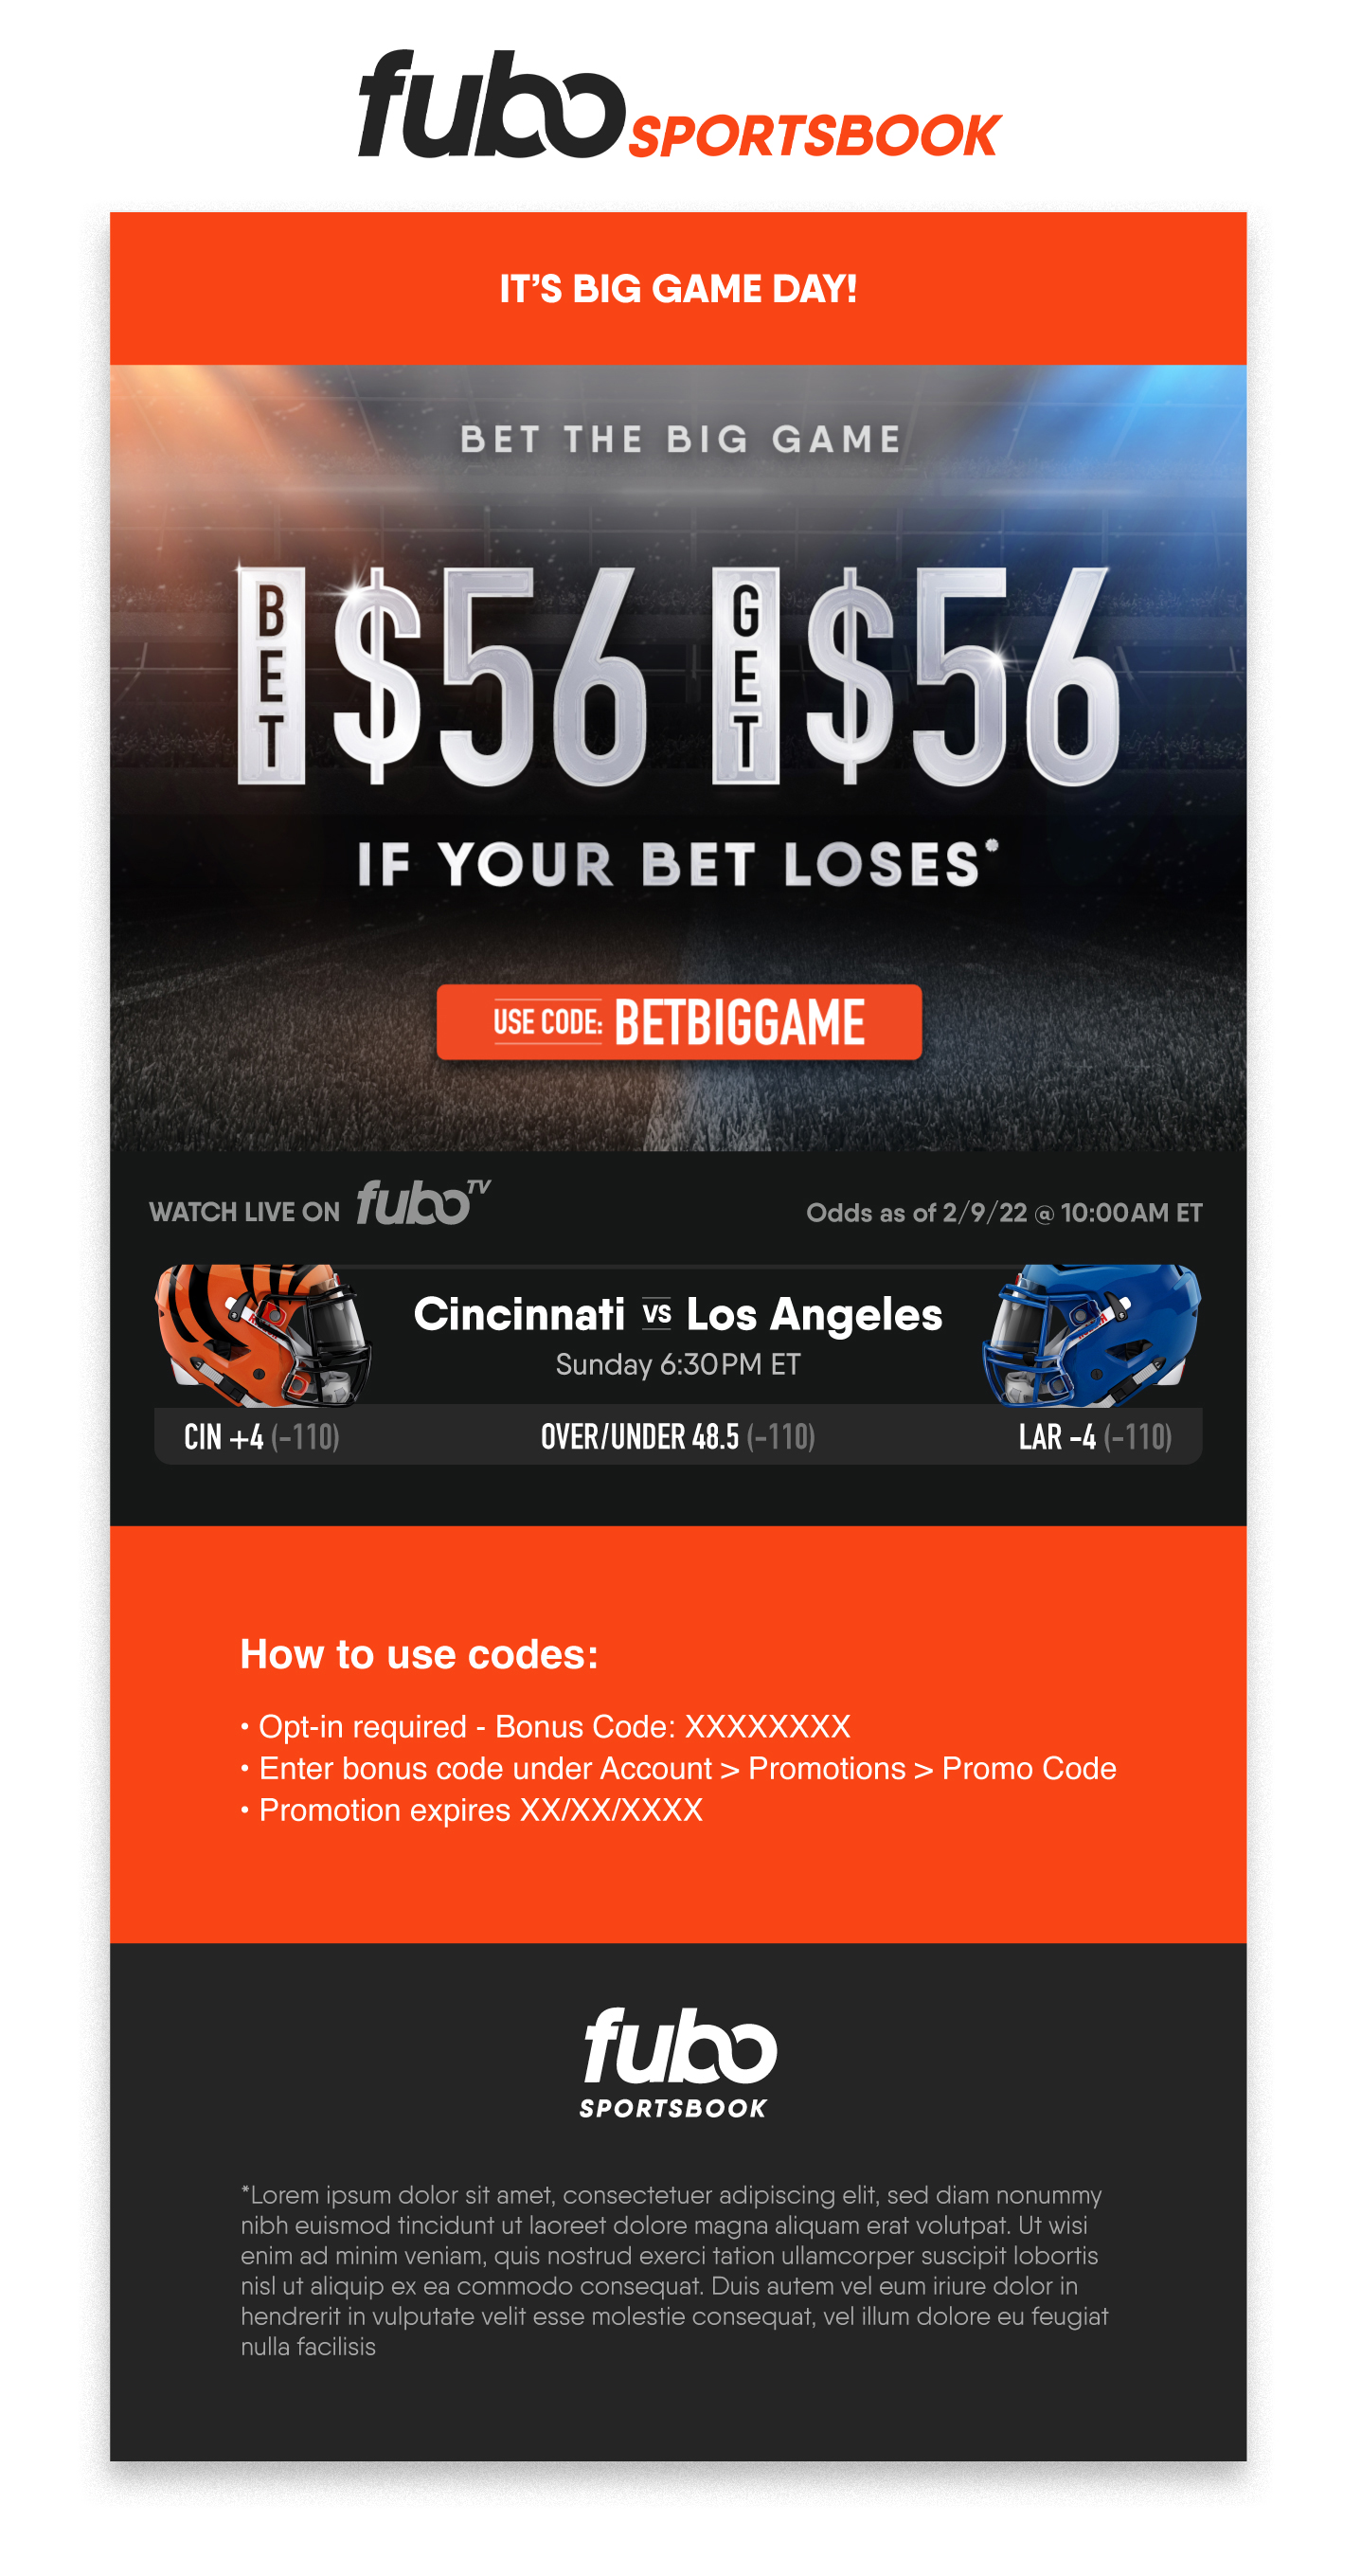 fubo SPORTSBOOK
IT'S BIG GAME DAY!
BET THE BIG GAME
BET $56 GET $56
IF YOUR BET LOSES*
USE CODE: BETBIGGAME
WATCH LIVE ON fubo TV
Odds as of 2/9/22 @ 10:00AM ET
Cincinnati VS Los Angeles
Sunday 6:30PM ET
CIN +4 (-110)
OVER/UNDER 48.5 (-110)
LAR -4 (-110)
How to use codes:
• Opt-in required - Bonus Code: XXXXXXXX
• Enter bonus code under Account > Promotions > Promo Code
• Promotion expires XX/XX/XXXX
fubo
SPORTSBOOK
*Lorem ipsum dolor sit amet, consectetuer adipiscing elit, sed diam nonummy
nibh euismod tincidunt ut laoreet dolore magna aliquam erat volutpat. Ut wisi
enim ad minim veniam, quis nostrud exerci tation ullamcorper suscipit lobortis
nisl ut aliquip ex ea commodo consequat. Duis autem vel eum iriure dolor in
hendrerit in vulputate velit esse molestie consequat, vel illum dolore eu feugiat
nulla facilisis